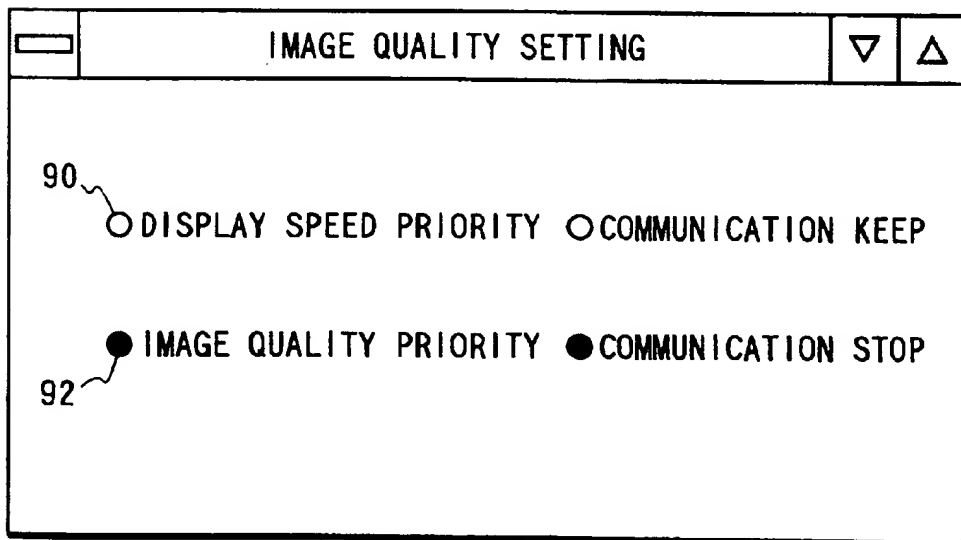 IMAGE QUALITY SETTING
90
DISPLAY SPEED PRIORITY COMMUNICATION KEEP
IMAGE QUALITY PRIORITY COMMUNICATION STOP
92